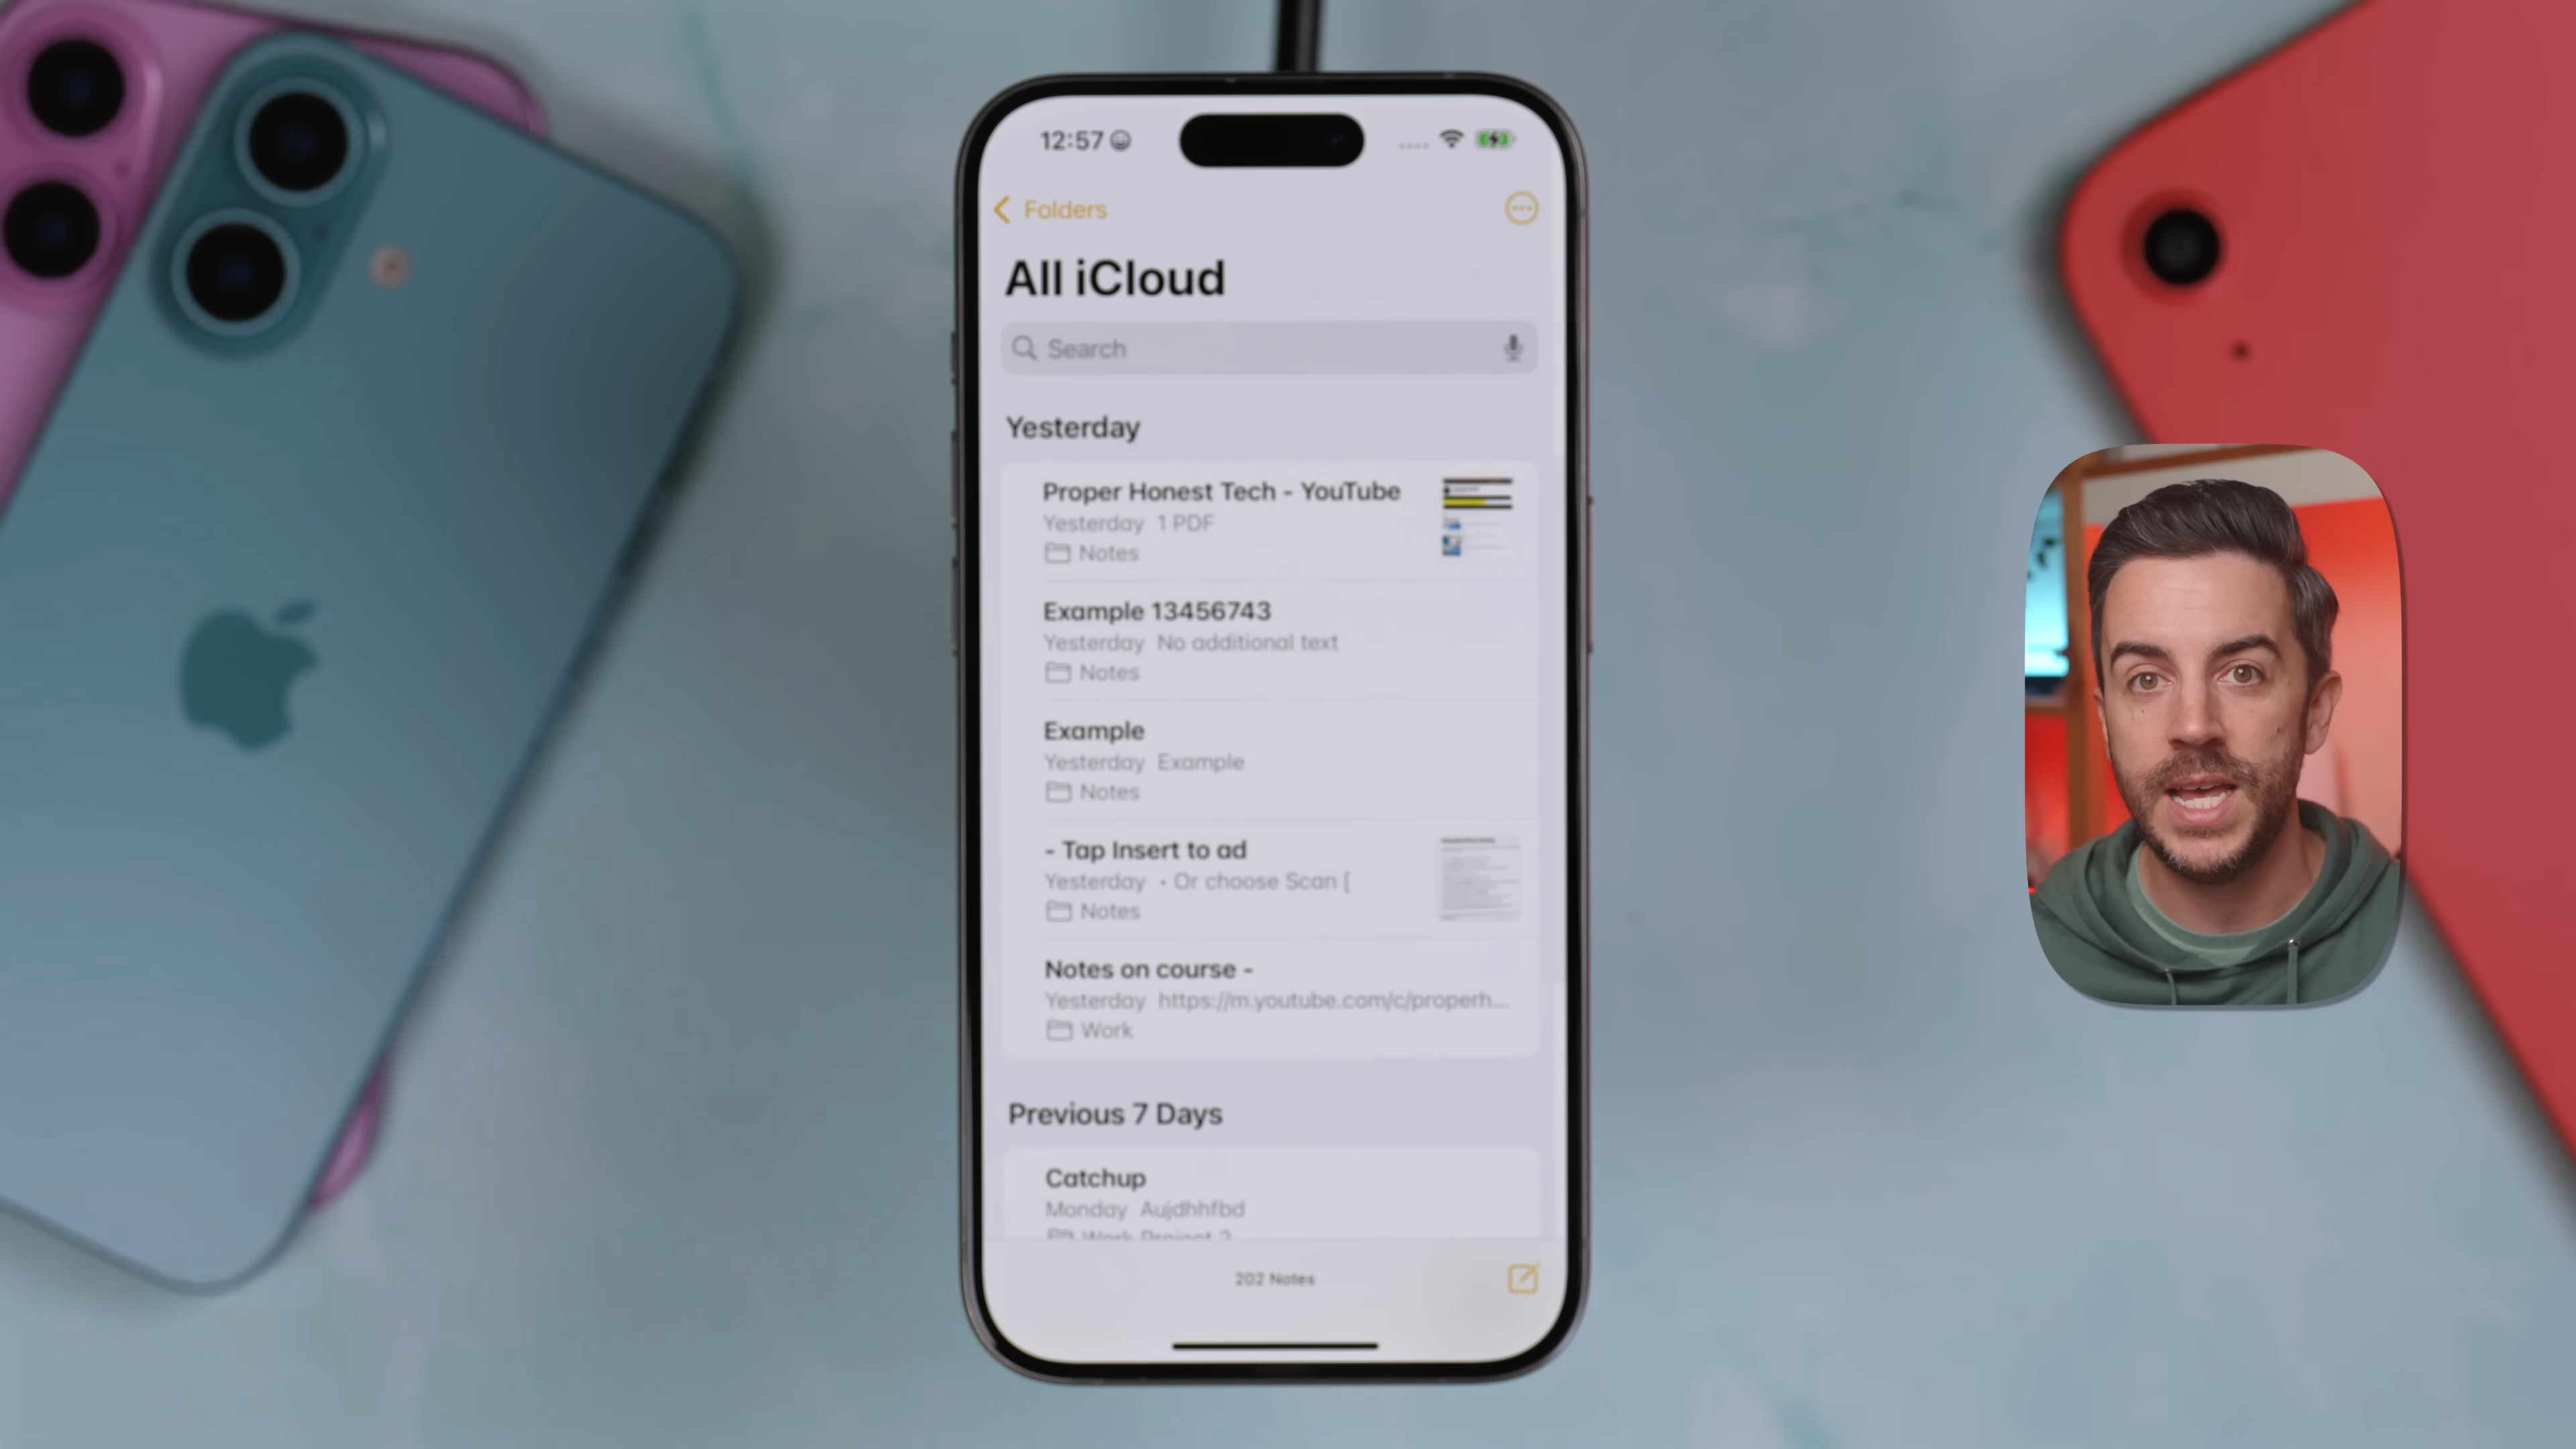 12:57
Folders
All iCloud
Search
Yesterday
Proper Honest Tech - YouTube
Yesterday 1 PDF
Notes
Example 13456743
Yesterday No additional text
Notes
Example
Yesterday Example
Notes
- Tap Insert to ad
Yesterday • Or choose Scan [
Notes
Notes on course -
Yesterday https://m.youtube.com/c/properh...
Work
Previous 7 Days
Catchup
Monday Aujdhhfbd
Work Project 2
202 Notes